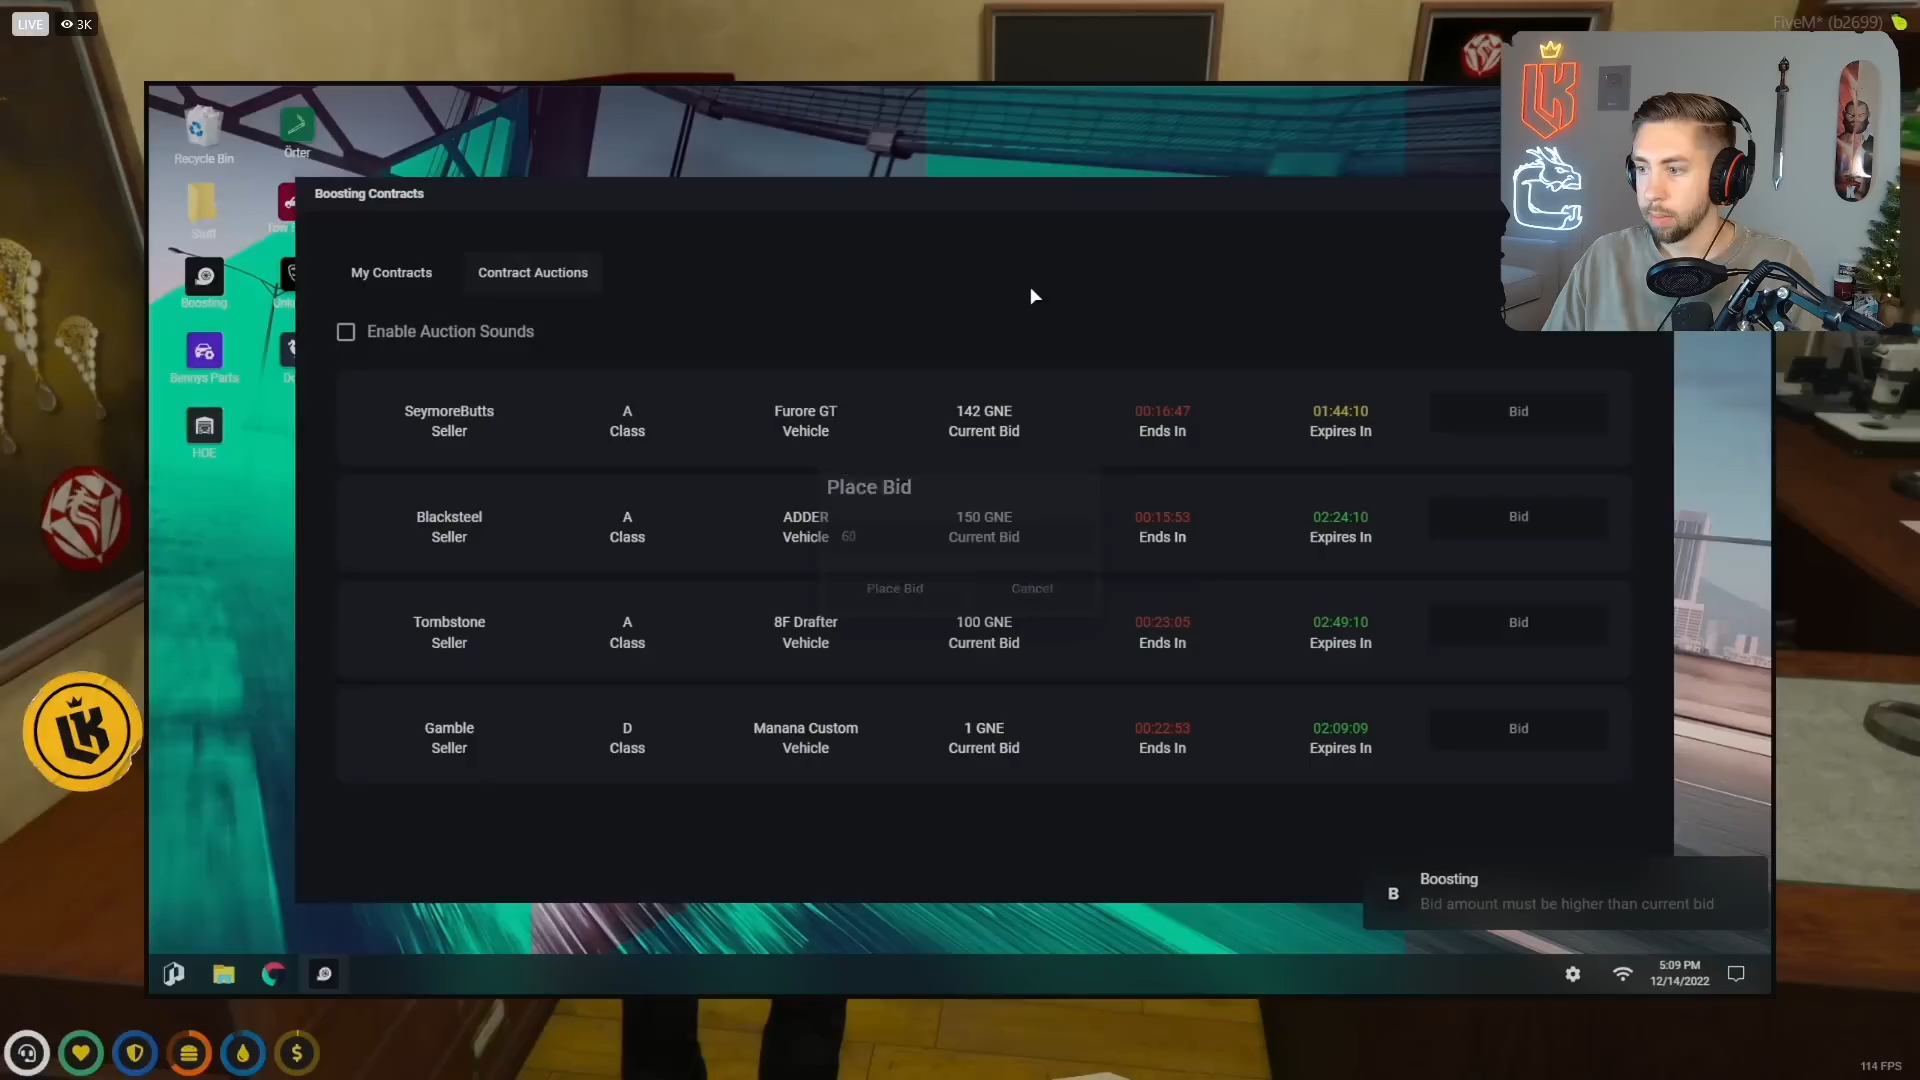 LIVE 3K
FiveM* (b2699)
Recycle Bin
Örter
Stuff
Boosting
Bennys Parts
HOE
Boosting Contracts
My Contracts
Contract Auctions
Enable Auction Sounds
SeymoreButts A Furore GT 142 GNE 00:16:47 01:44:10 Bid
Seller Class Vehicle Current Bid Ends In Expires In
Place Bid
Blacksteel A ADDER 150 GNE 00:15:53 02:24:10 Bid
Seller Class Vehicle 60 Current Bid Ends In Expires In
Place Bid Cancel
Tombstone A 8F Drafter 100 GNE 00:23:05 02:49:10 Bid
Seller Class Vehicle Current Bid Ends In Expires In
Gamble D Manana Custom 1 GNE 00:22:53 02:09:09 Bid
Seller Class Vehicle Current Bid Ends In Expires In
B
Boosting
Bid amount must be higher than current bid
5:09 PM
12/14/2022
LK
LK
114 FPS